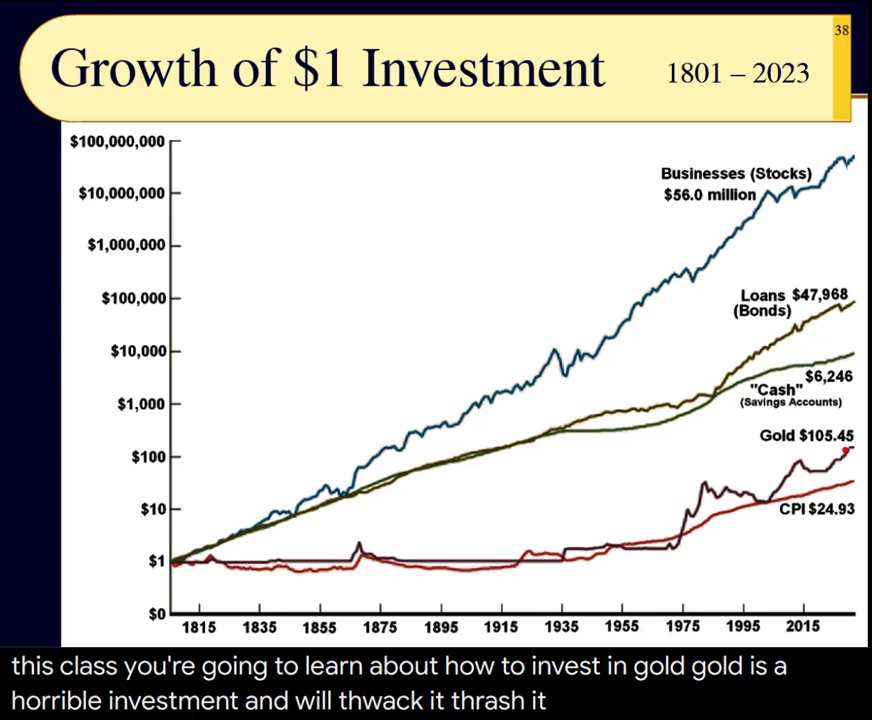 38
Growth of $1 Investment 1801 – 2023
$100,000,000
Businesses (Stocks)
$10,000,000
$56.0 million
$1,000,000
$100,000
Loans $47,968
(Bonds)
$10,000
$6,246
"Cash"
$1,000
(Savings Accounts)
Gold $105.45
$100
$10
CPI $24.93
$1
$0
1815 1835 1855 1875 1895 1915 1935 1955 1975 1995 2015
this class you're going to learn about how to invest in gold gold is a
horrible investment and will thwack it thrash it